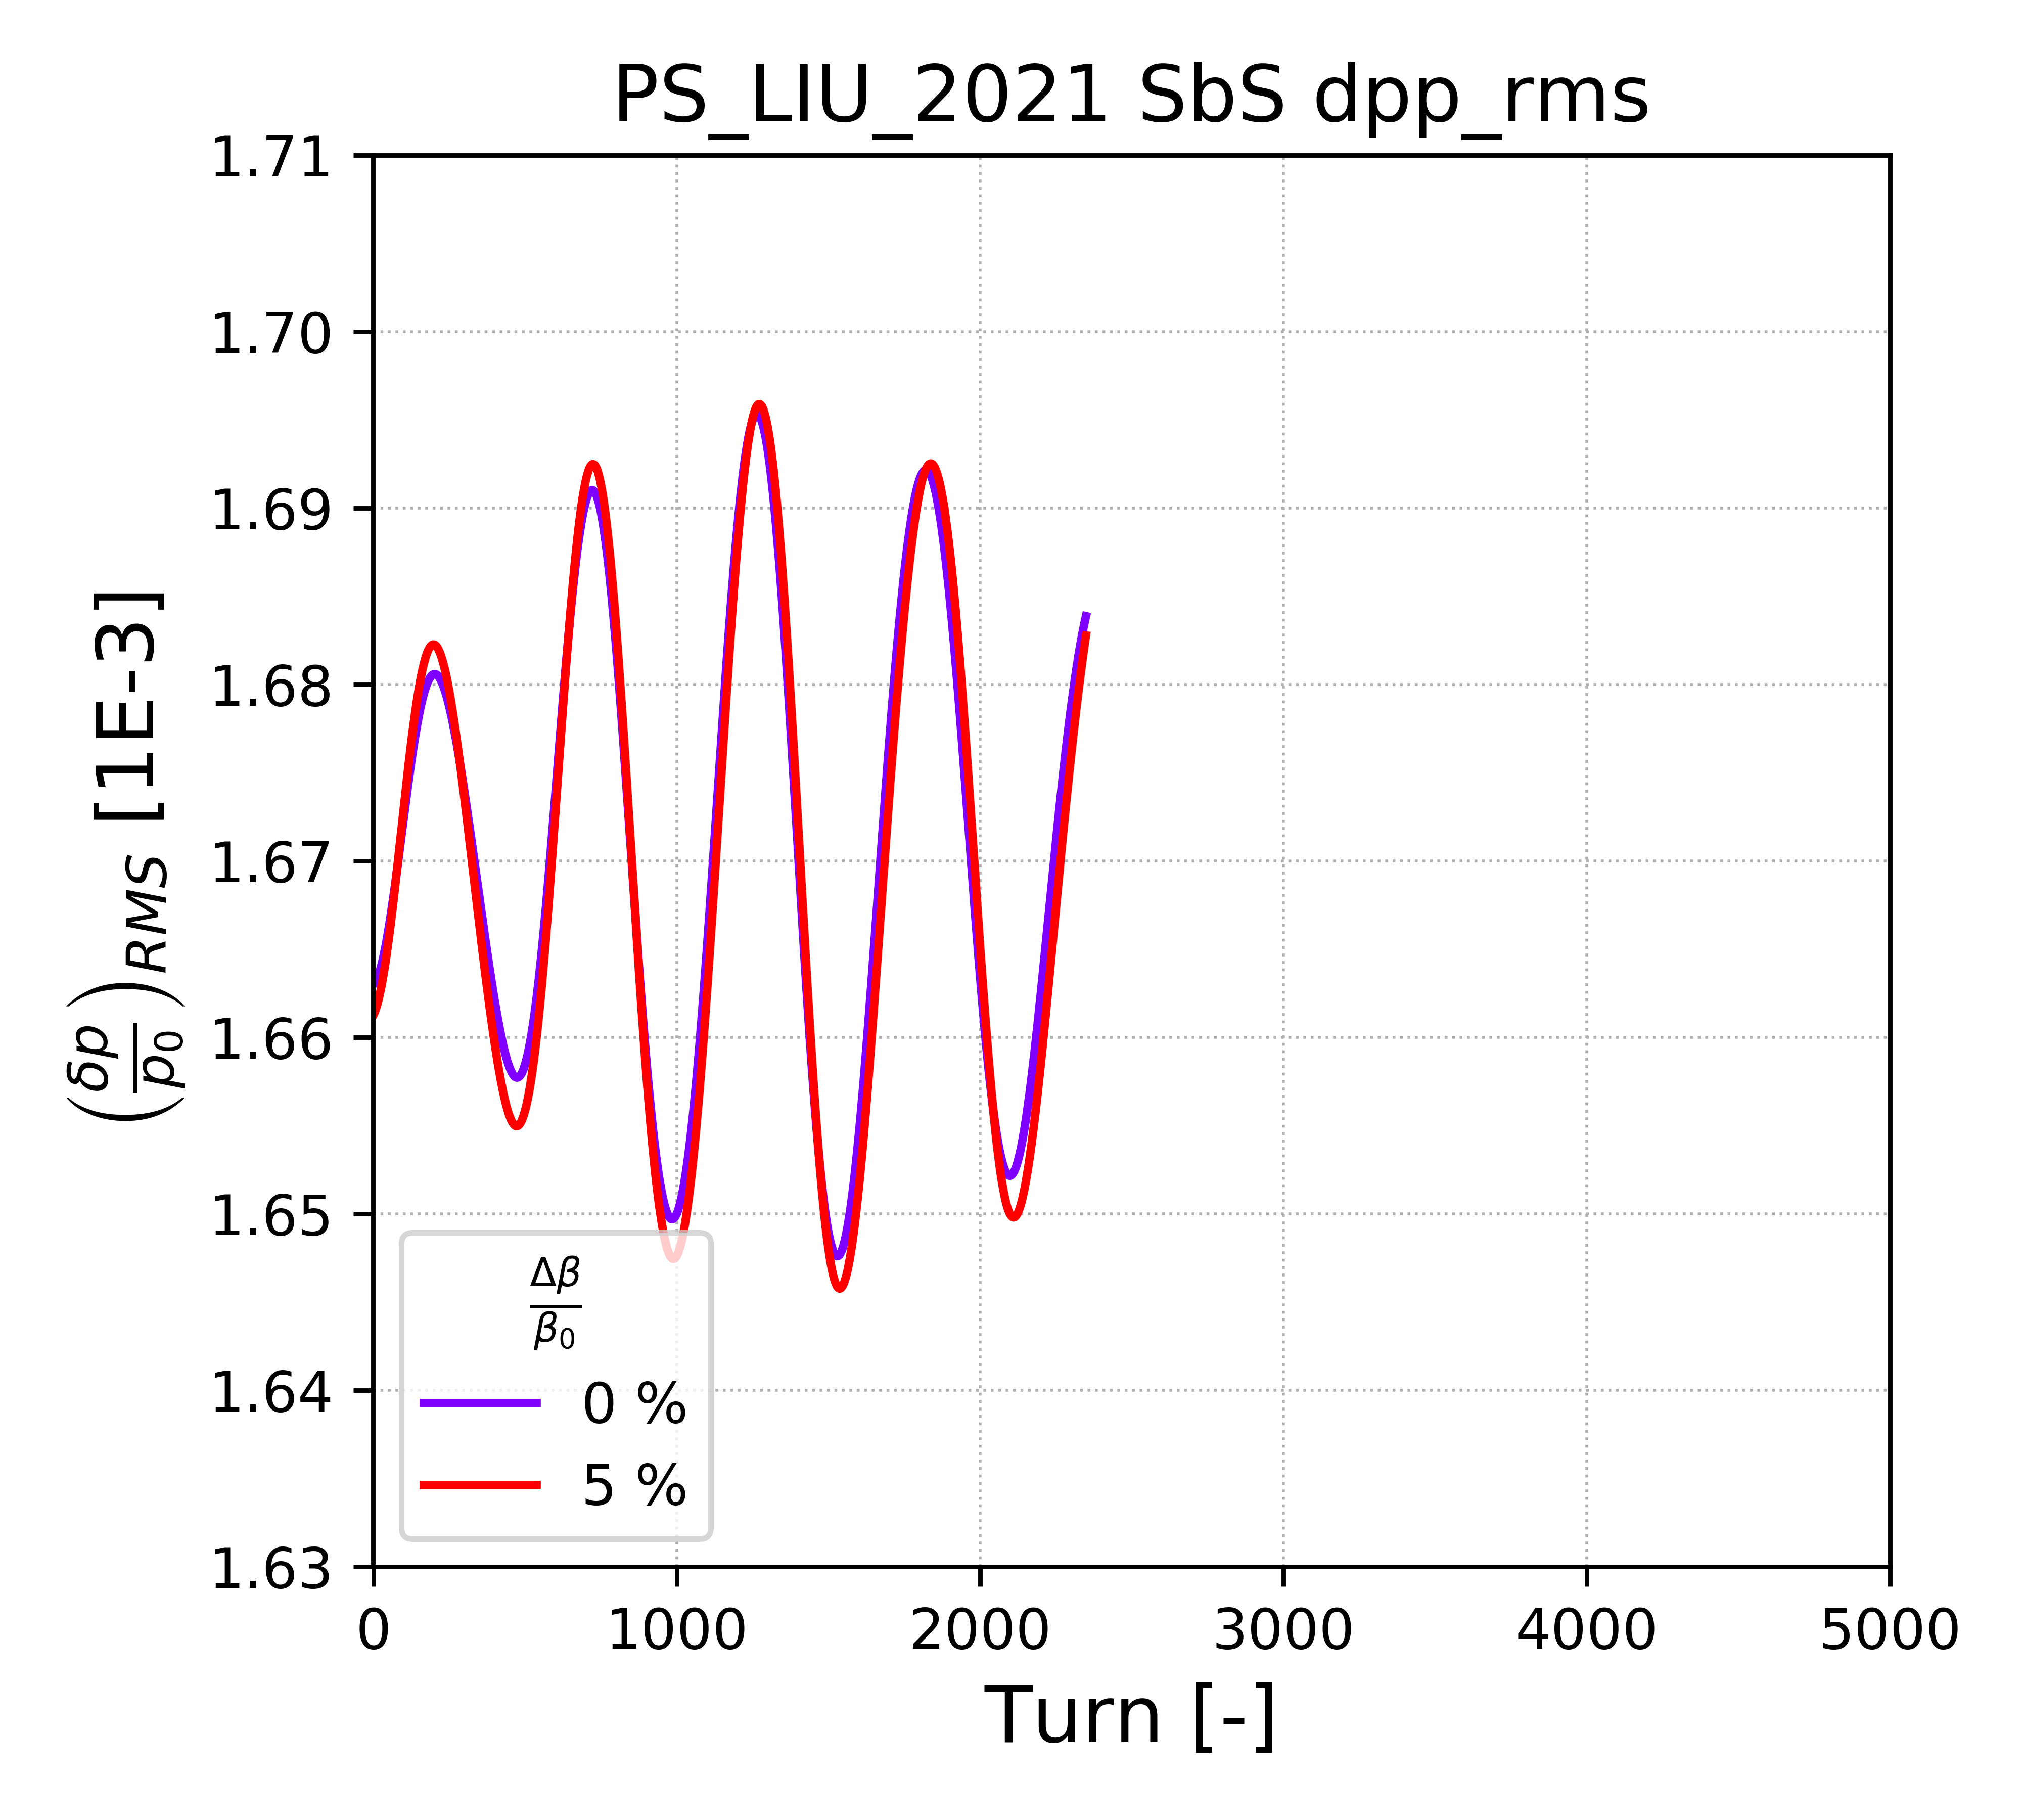 PS_LIU_2021 SbS dpp_rms
1.71
1.70
1.69
1.68
1.67
1.66
1.65
1.64
1.63
(δp/p₀)RMS [1E-3]
Δβ/β₀
0 %
5 %
0 1000 2000 3000 4000 5000
Turn [-]